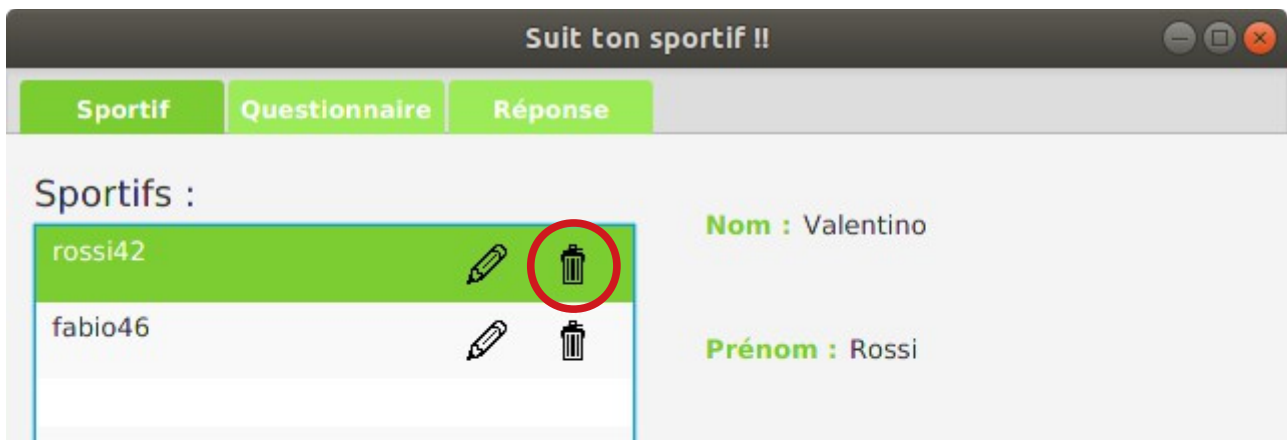 Suit ton sportif !!
Sportif Questionnaire Réponse
Sportifs :
rossi42
fabio46
Nom : Valentino
Prénom : Rossi